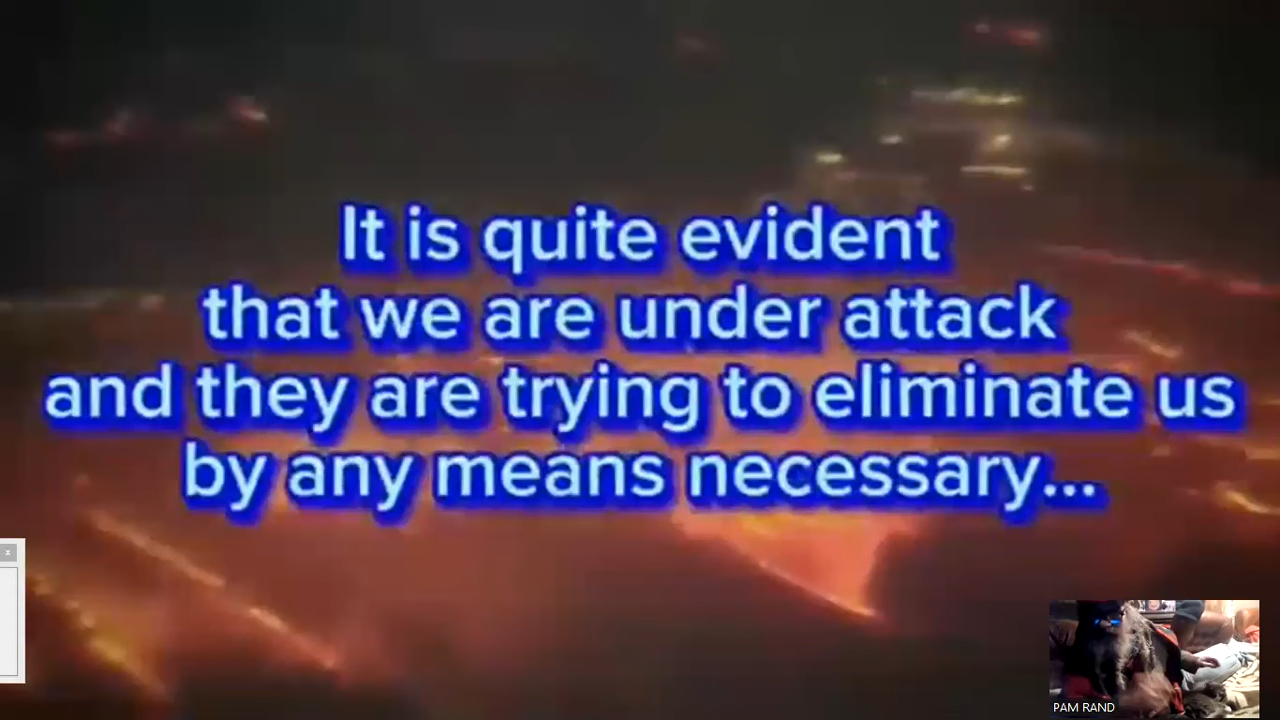 It is quite evident
that we are under attack
and they are trying to eliminate us
by any means necessary...
x
PAM RAND